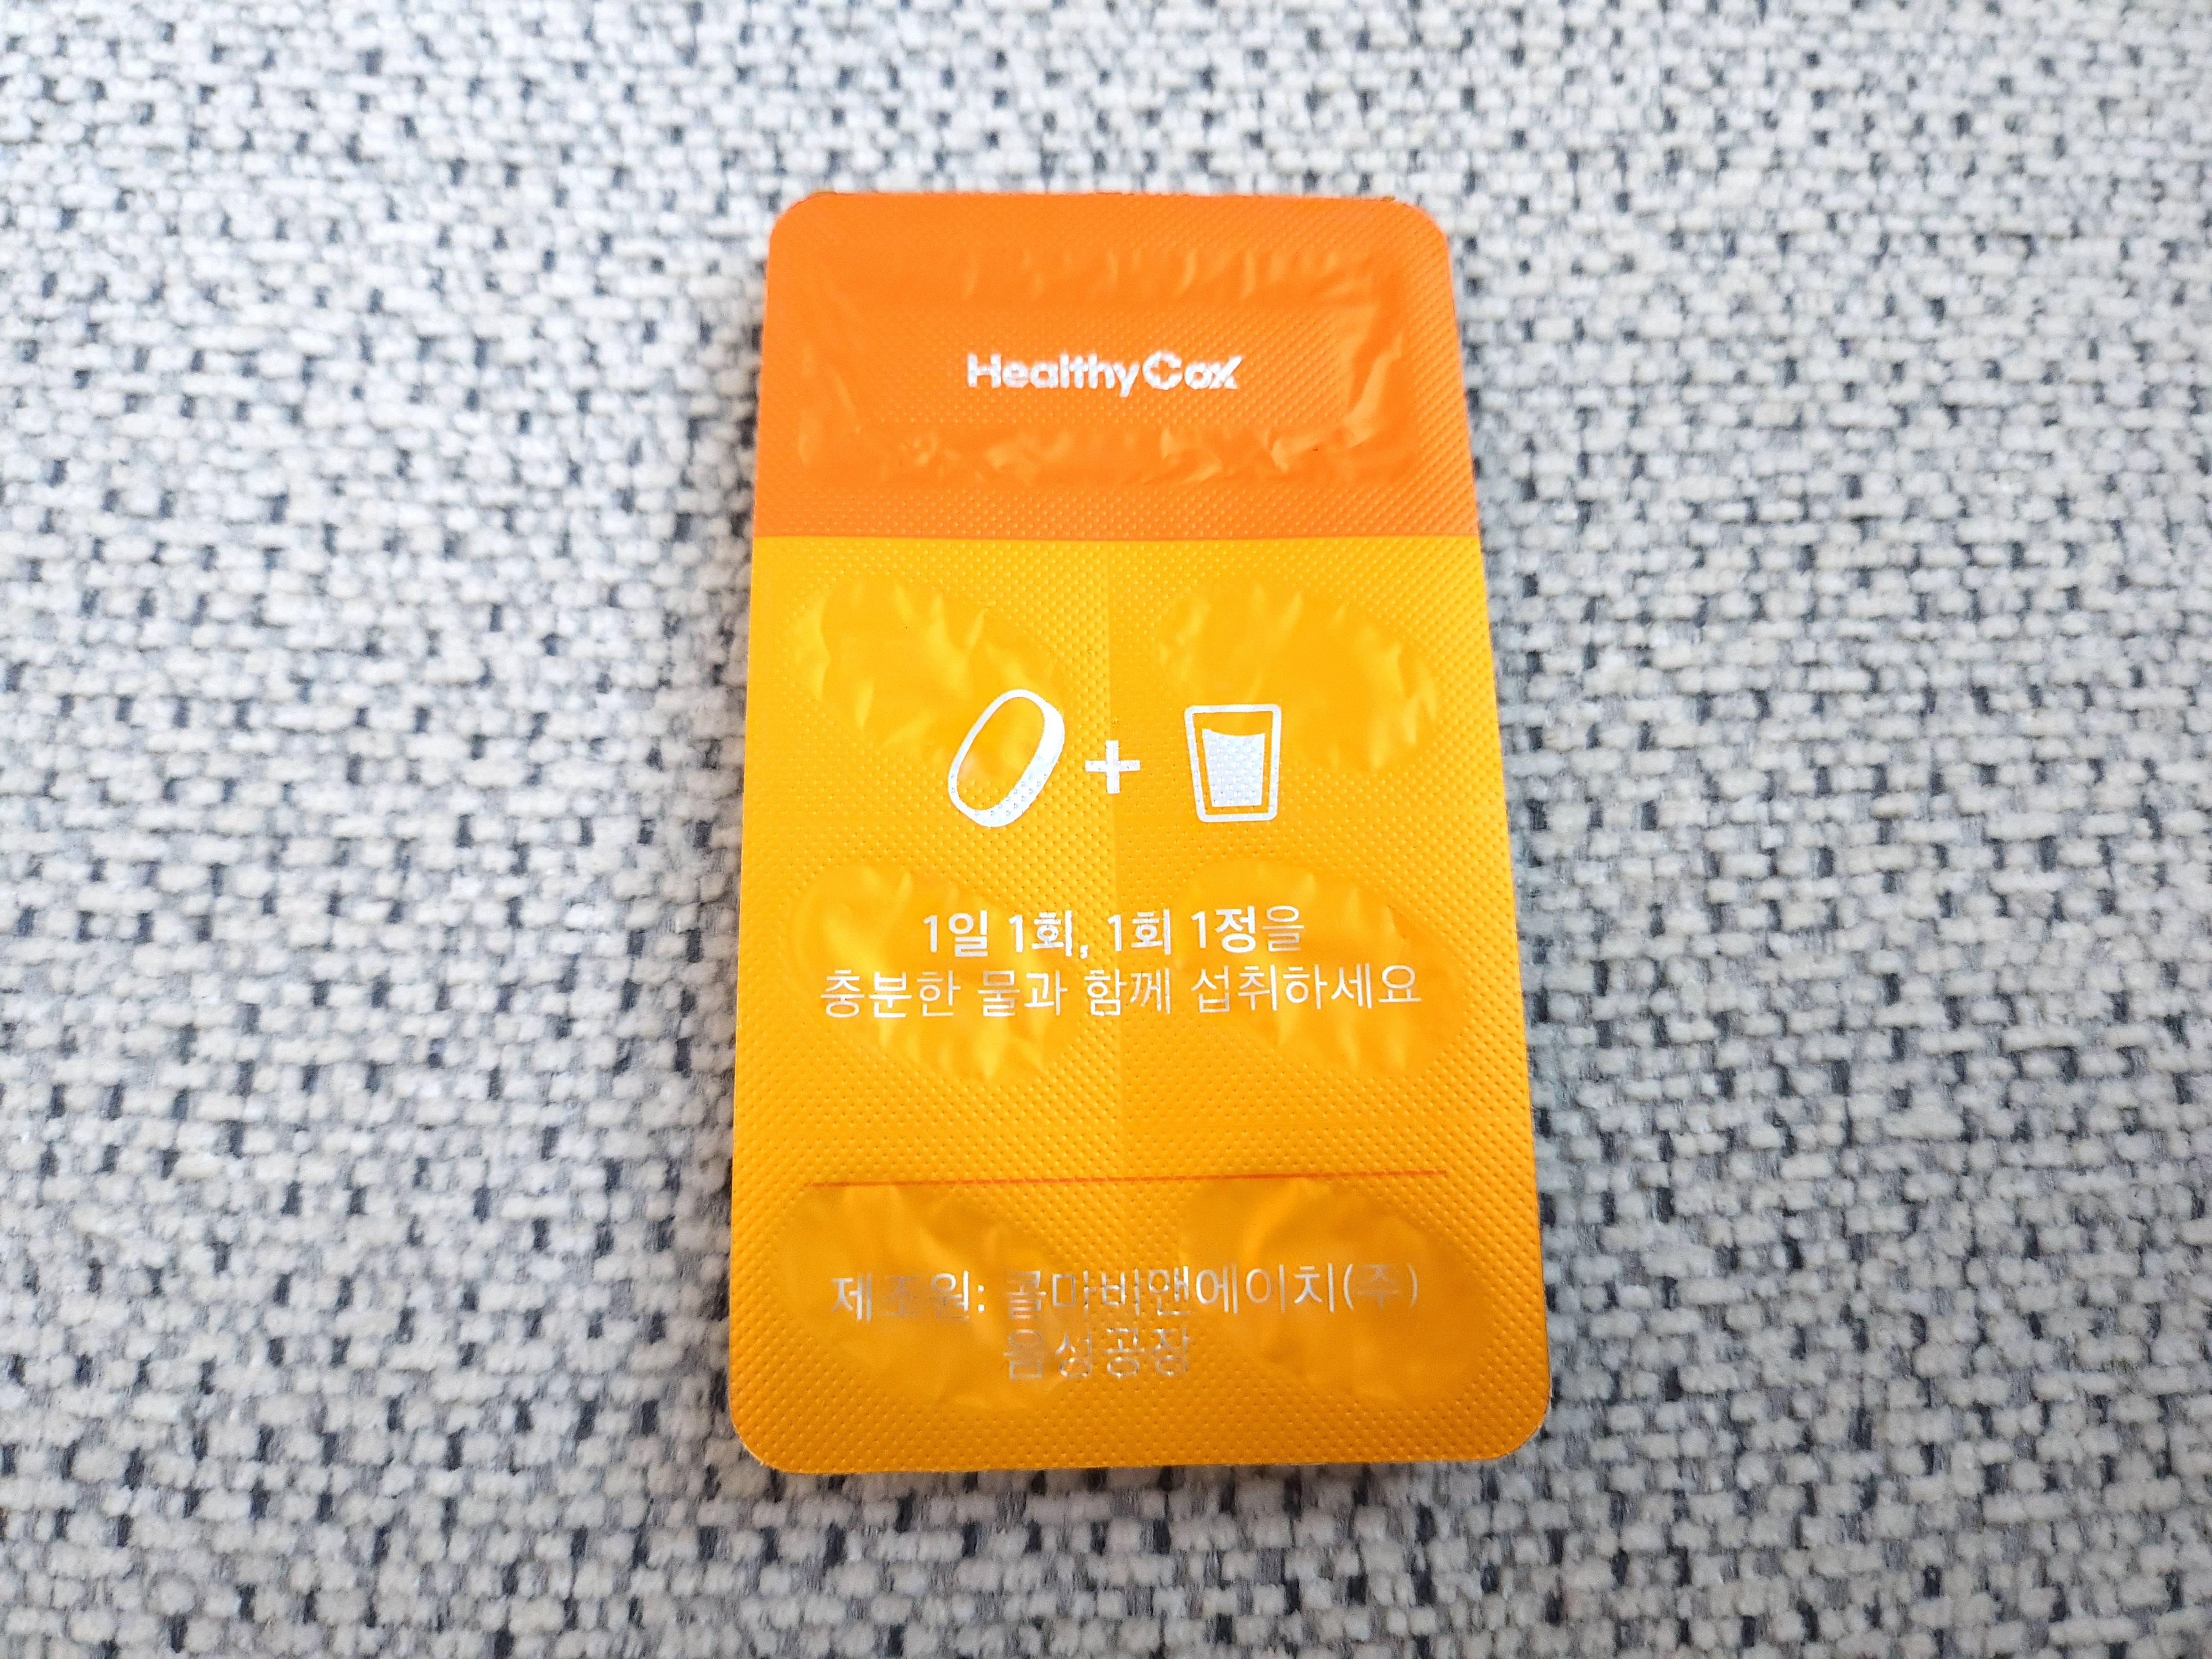 HealthyCox
1일 1회, 1회 1정을
충분한 물과 함께 섭취하세요
제조원: 콜마비앤에이치(주)
음성공장